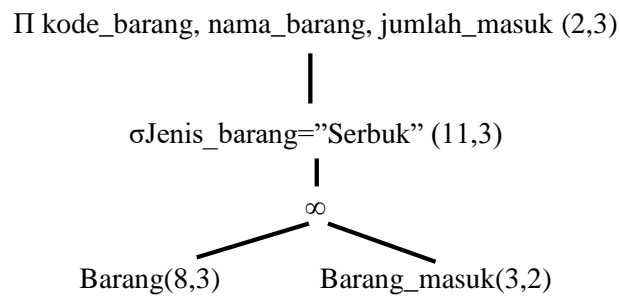 Π kode_barang, nama_barang, jumlah_masuk (2,3)
σJenis_barang=”Serbuk” (11,3)
∞
Barang(8,3) Barang_masuk(3,2)